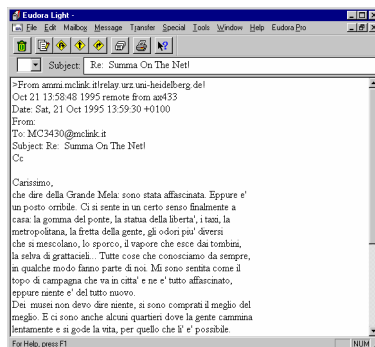 Eudora Light -
File Edit Mailbox Message Transfer Special Tools Window Help Eudora Pro
Subject: Re: Summa On The Net!
>From ammi.mclink.it!relay.urz.uni-heidelberg.de!
Oct 21 13:58:48 1995 remote from ax433
Date: Sat, 21 Oct 1995 13:59:30 +0100
From:
To: MC3430@mclink.it
Subject: Re: Summa On The Net!
Cc
Carissimo,
che dire della Grande Mela: sono stata affascinata. Eppure e'
un posto orribile. Ci si sente in un certo senso finalmente a
casa: la gomma del ponte, la statua della liberta', i taxi, la
metropolitana, la fretta della gente, gli odori piu' diversi
che si mescolano, lo sporco, il vapore che esce dai tombini,
la selva di grattacieli... Tutte cose che conosciamo da sempre,
in qualche modo fanno parte di noi. Mi sono sentita come il
topo di campagna che va in citta' e ne e' tutto affascinato,
eppure niente e' del tutto nuovo.
Dei musei non devo dire niente, si sono comprati il meglio del
meglio. E ci sono anche alcuni quartieri dove la gente cammina
lentamente e si gode la vita, per quello che li' e' possibile.
For Help, press F1 NUM